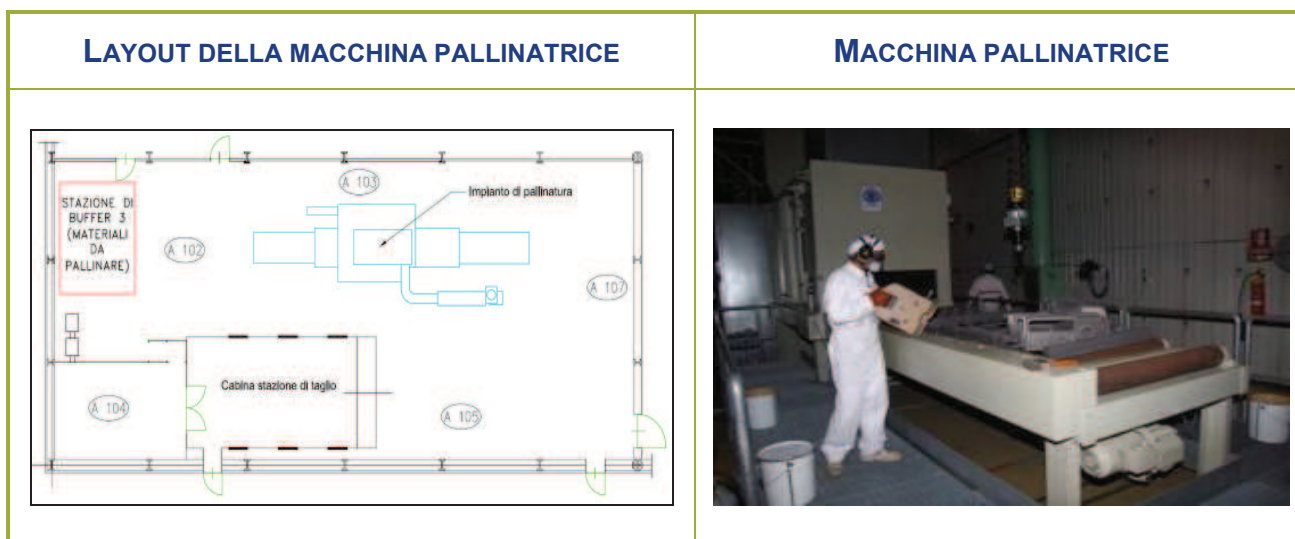 LAYOUT DELLA MACCHINA PALLINATRICE
MACCHINA PALLINATRICE
A 103
Impianto di pallinatura
STAZIONE DI
BUFFER 3
(MATERIALI
DA
PALLINARE)
A 102
A 107
Cabina stazione di taglio
A 104
A 105